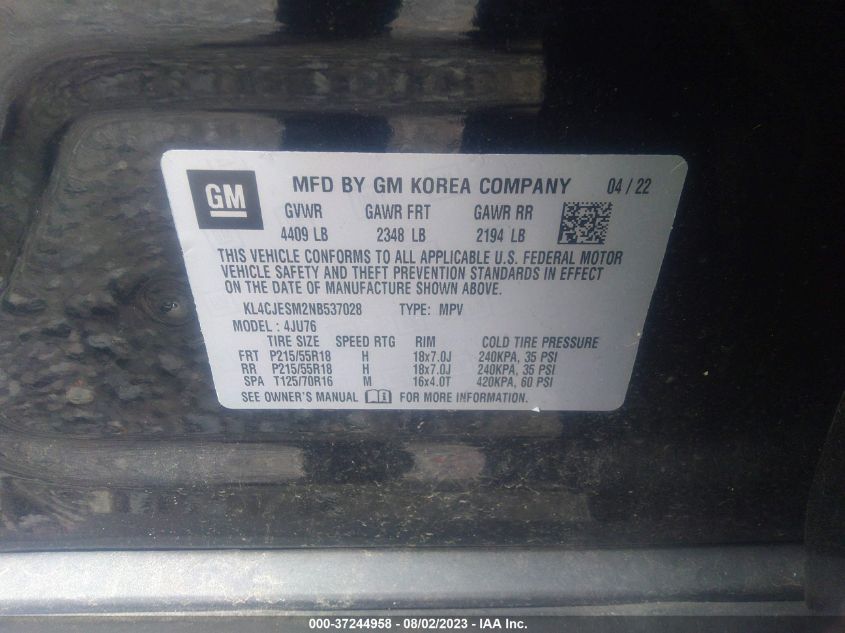 GM MFD BY GM KOREA COMPANY 04 / 22
GVWR GAWR FRT GAWR RR
4409 LB 2348 LB 2194 LB
THIS VEHICLE CONFORMS TO ALL APPLICABLE U.S. FEDERAL MOTOR
VEHICLE SAFETY AND THEFT PREVENTION STANDARDS IN EFFECT
ON THE DATE OF MANUFACTURE SHOWN ABOVE.
KL4CJESM2NB537028 TYPE: MPV
MODEL : 4JU76
TIRE SIZE SPEED RTG RIM COLD TIRE PRESSURE
FRT P215/55R18 H 18x7.0J 240KPA, 35 PSI
RR P215/55R18 H 18x7.0J 240KPA, 35 PSI
SPA T125/70R16 M 16x4.0T 420KPA, 60 PSI
SEE OWNER'S MANUAL FOR MORE INFORMATION.
000-37244958 - 08/02/2023 - IAA Inc.